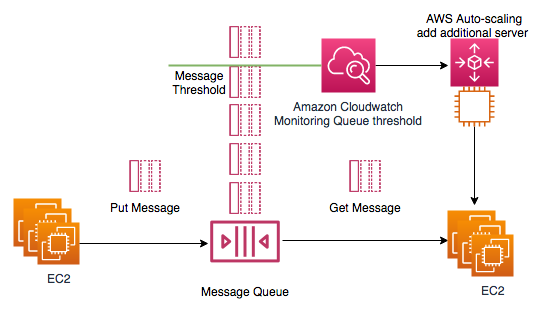 AWS Auto-scaling
add additional server
Message
Threshold
Amazon Cloudwatch
Monitoring Queue threshold
Put Message
Get Message
EC2
Message Queue
EC2